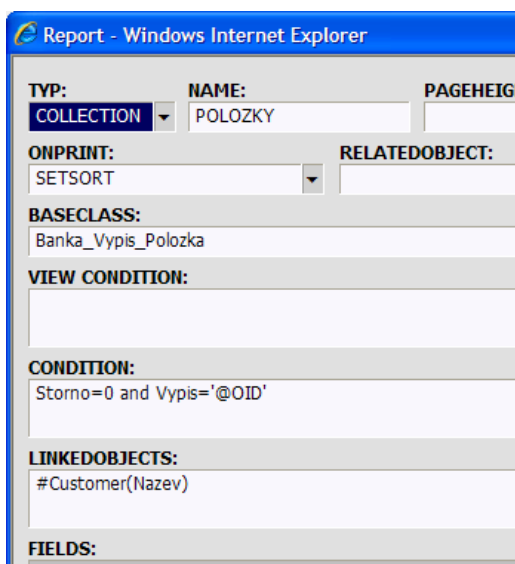 Report - Windows Internet Explorer
TYP: NAME: PAGEHEIG
COLLECTION POLOZKY
ONPRINT: RELATEDOBJECT:
SETSORT
BASECLASS:
Banka_Vypis_Polozka
VIEW CONDITION:
CONDITION:
Storno=0 and Vypis='@OID'
LINKEDOBJECTS:
#Customer(Nazev)
FIELDS: